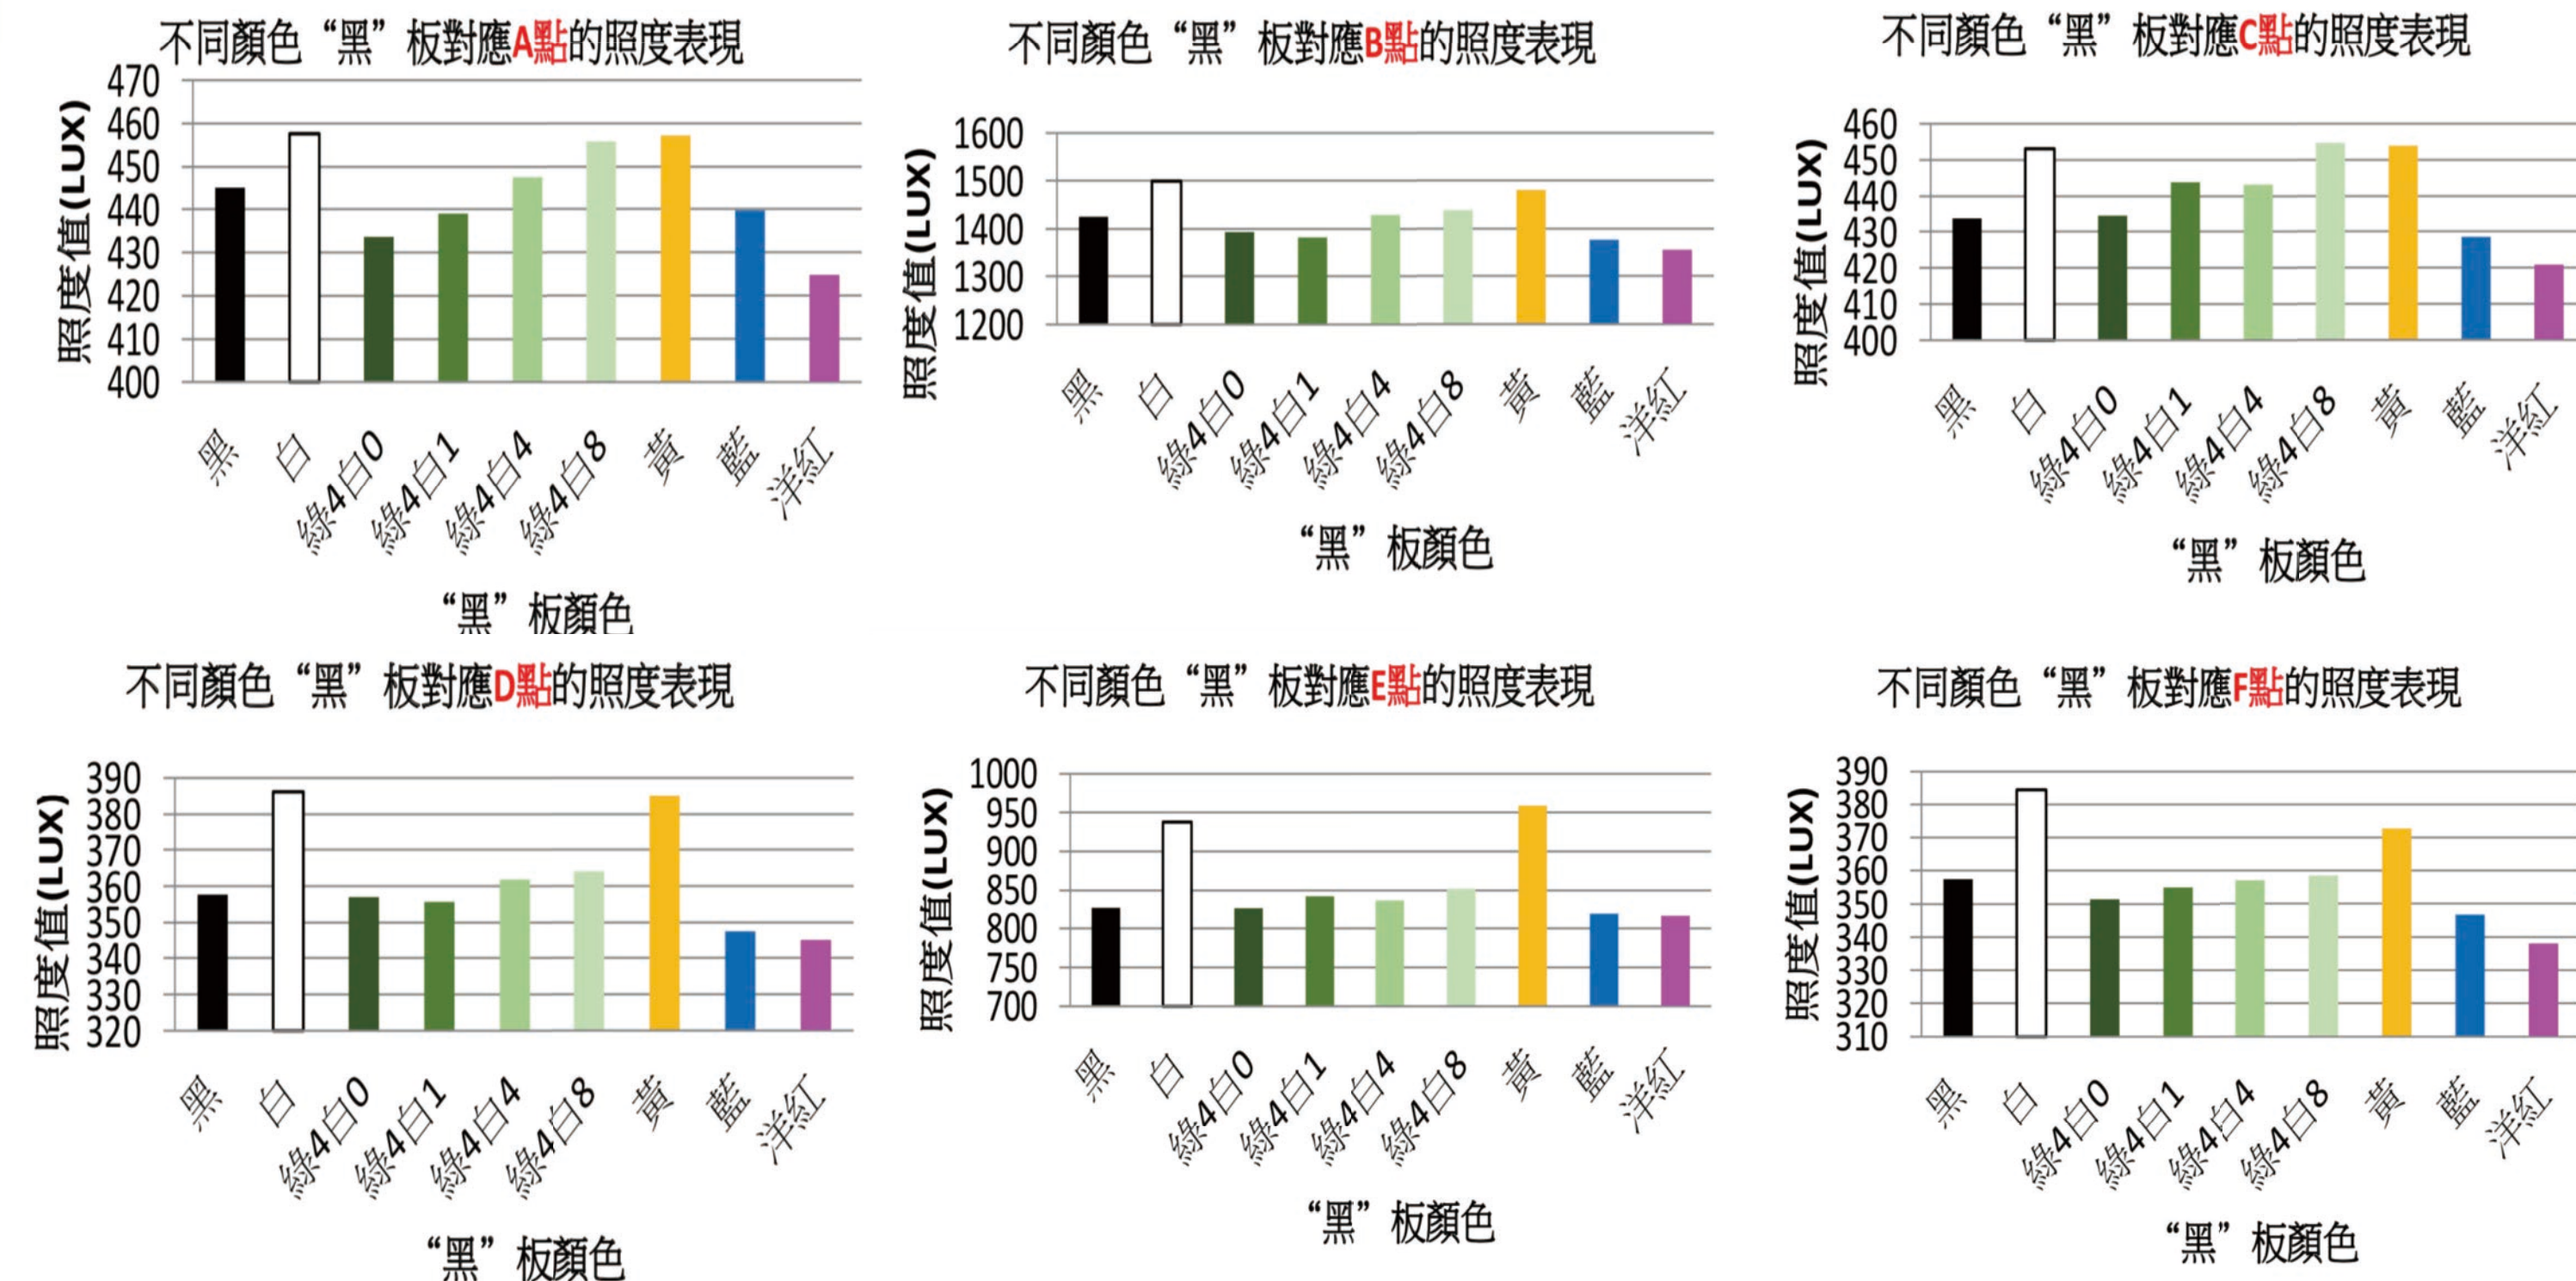 不同顏色“黑”板對應A點的照度表現
照度值(LUX)
470
460
450
440
430
420
410
400
黑
白
綠4白0
綠4白1
綠4白4
綠4白8
黃
藍
洋紅
“黑”板顏色
不同顏色“黑”板對應B點的照度表現
照度值(LUX)
1600
1500
1400
1300
1200
黑
白
綠4白0
綠4白1
綠4白4
綠4白8
黃
藍
洋紅
“黑”板顏色
不同顏色“黑”板對應C點的照度表現
照度值(LUX)
460
450
440
430
420
410
400
黑
白
綠4白0
綠4白1
綠4白4
綠4白8
黃
藍
洋紅
“黑”板顏色
不同顏色“黑”板對應D點的照度表現
照度值(LUX)
390
380
370
360
350
340
330
320
黑
白
綠4白0
綠4白1
綠4白4
綠4白8
黃
藍
洋紅
“黑”板顏色
不同顏色“黑”板對應E點的照度表現
照度值(LUX)
1000
950
900
850
800
750
700
黑
白
綠4白0
綠4白1
綠4白4
綠4白8
黃
藍
洋紅
“黑”板顏色
不同顏色“黑”板對應F點的照度表現
照度值(LUX)
390
380
370
360
350
340
330
320
310
黑
白
綠4白0
綠4白1
綠4白4
綠4白8
黃
藍
洋紅
“黑”板顏色